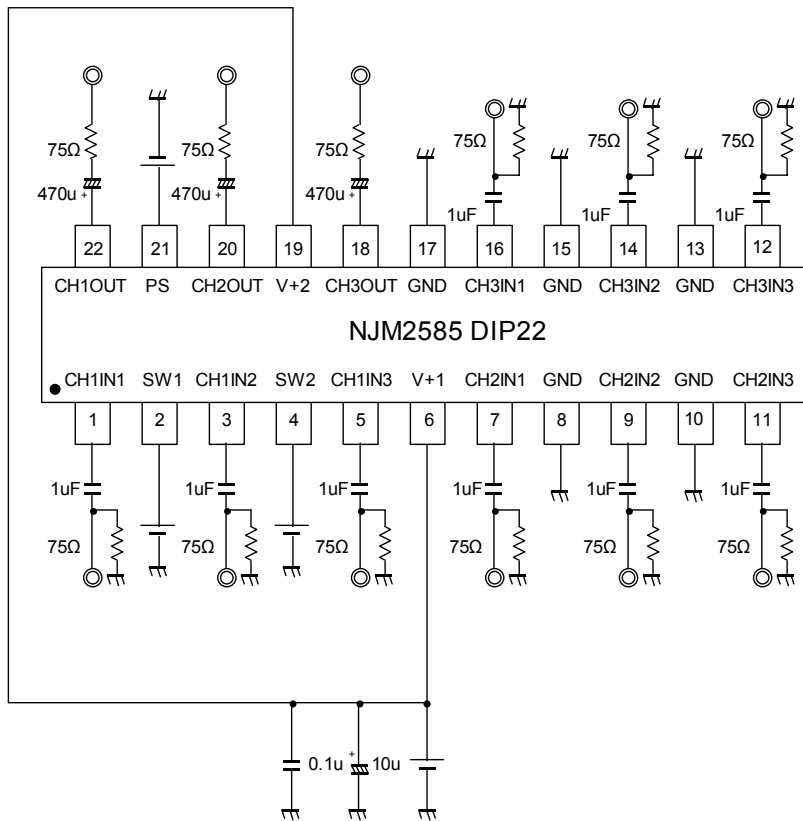 75Ω 75Ω 75Ω 75Ω 75Ω 75Ω
470u + 470u + 470u + 1uF 1uF 1uF
22 21 20 19 18 17 16 15 14 13 12
CH1OUT PS CH2OUT V+2 CH3OUT GND CH3IN1 GND CH3IN2 GND CH3IN3
NJM2585 DIP22
CH1IN1 SW1 CH1IN2 SW2 CH1IN3 V+1 CH2IN1 GND CH2IN2 GND CH2IN3
1 2 3 4 5 6 7 8 9 10 11
1uF 1uF 1uF 1uF 1uF 1uF
75Ω 75Ω 75Ω 75Ω 75Ω 75Ω
0.1u + 10u